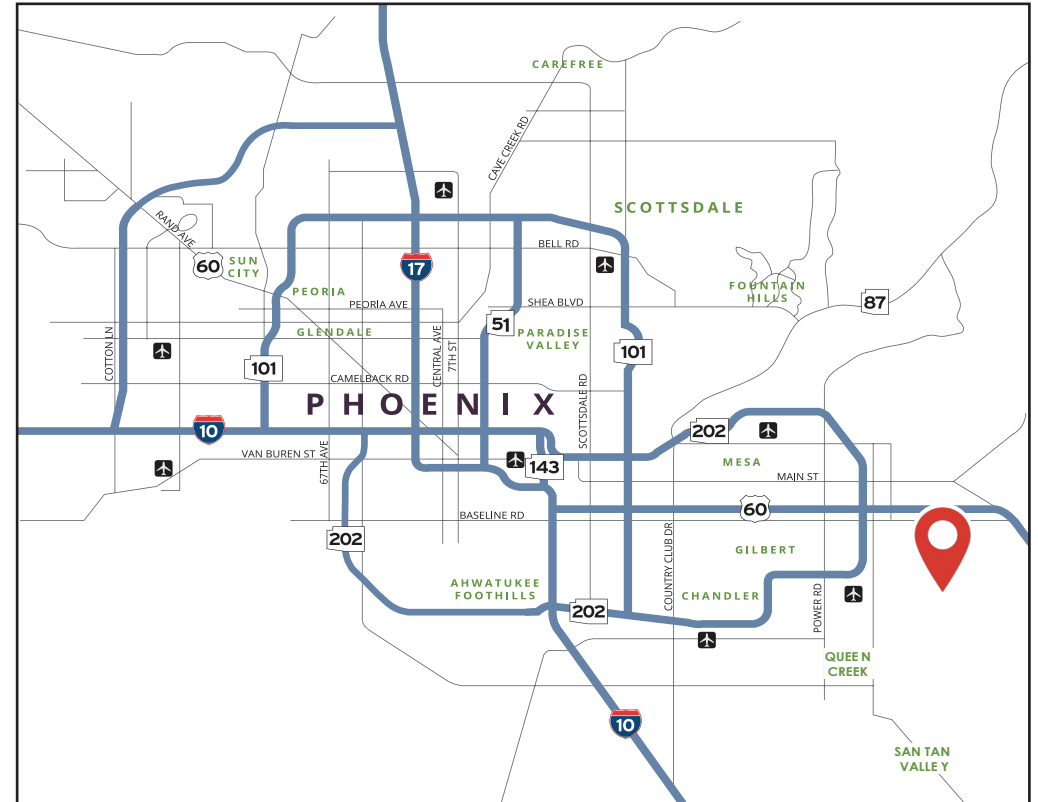 CAREFREE
CAVE CREEK RD
SCOTTSDALE
RAND AVE
BELL RD
60
SUN
CITY
17
PEORIA
FOUNTAIN
HILLS
PEORIA AVE
SHEA BLVD
87
GLENDALE
51
PARADISE
VALLEY
COTTON LN
CENTRAL AVE
7TH ST
101
101
CAMELBACK RD
SCOTTSDALE RD
PHOENIX
10
202
VAN BUREN ST
67TH AVE
143
MESA
MAIN ST
60
BASELINE RD
202
GILBERT
COUNTRY CLUB DR
AHWATUKEE
FOOTHILLS
CHANDLER
POWER RD
202
QUEEN
CREEK
10
SAN TAN
VALLEY